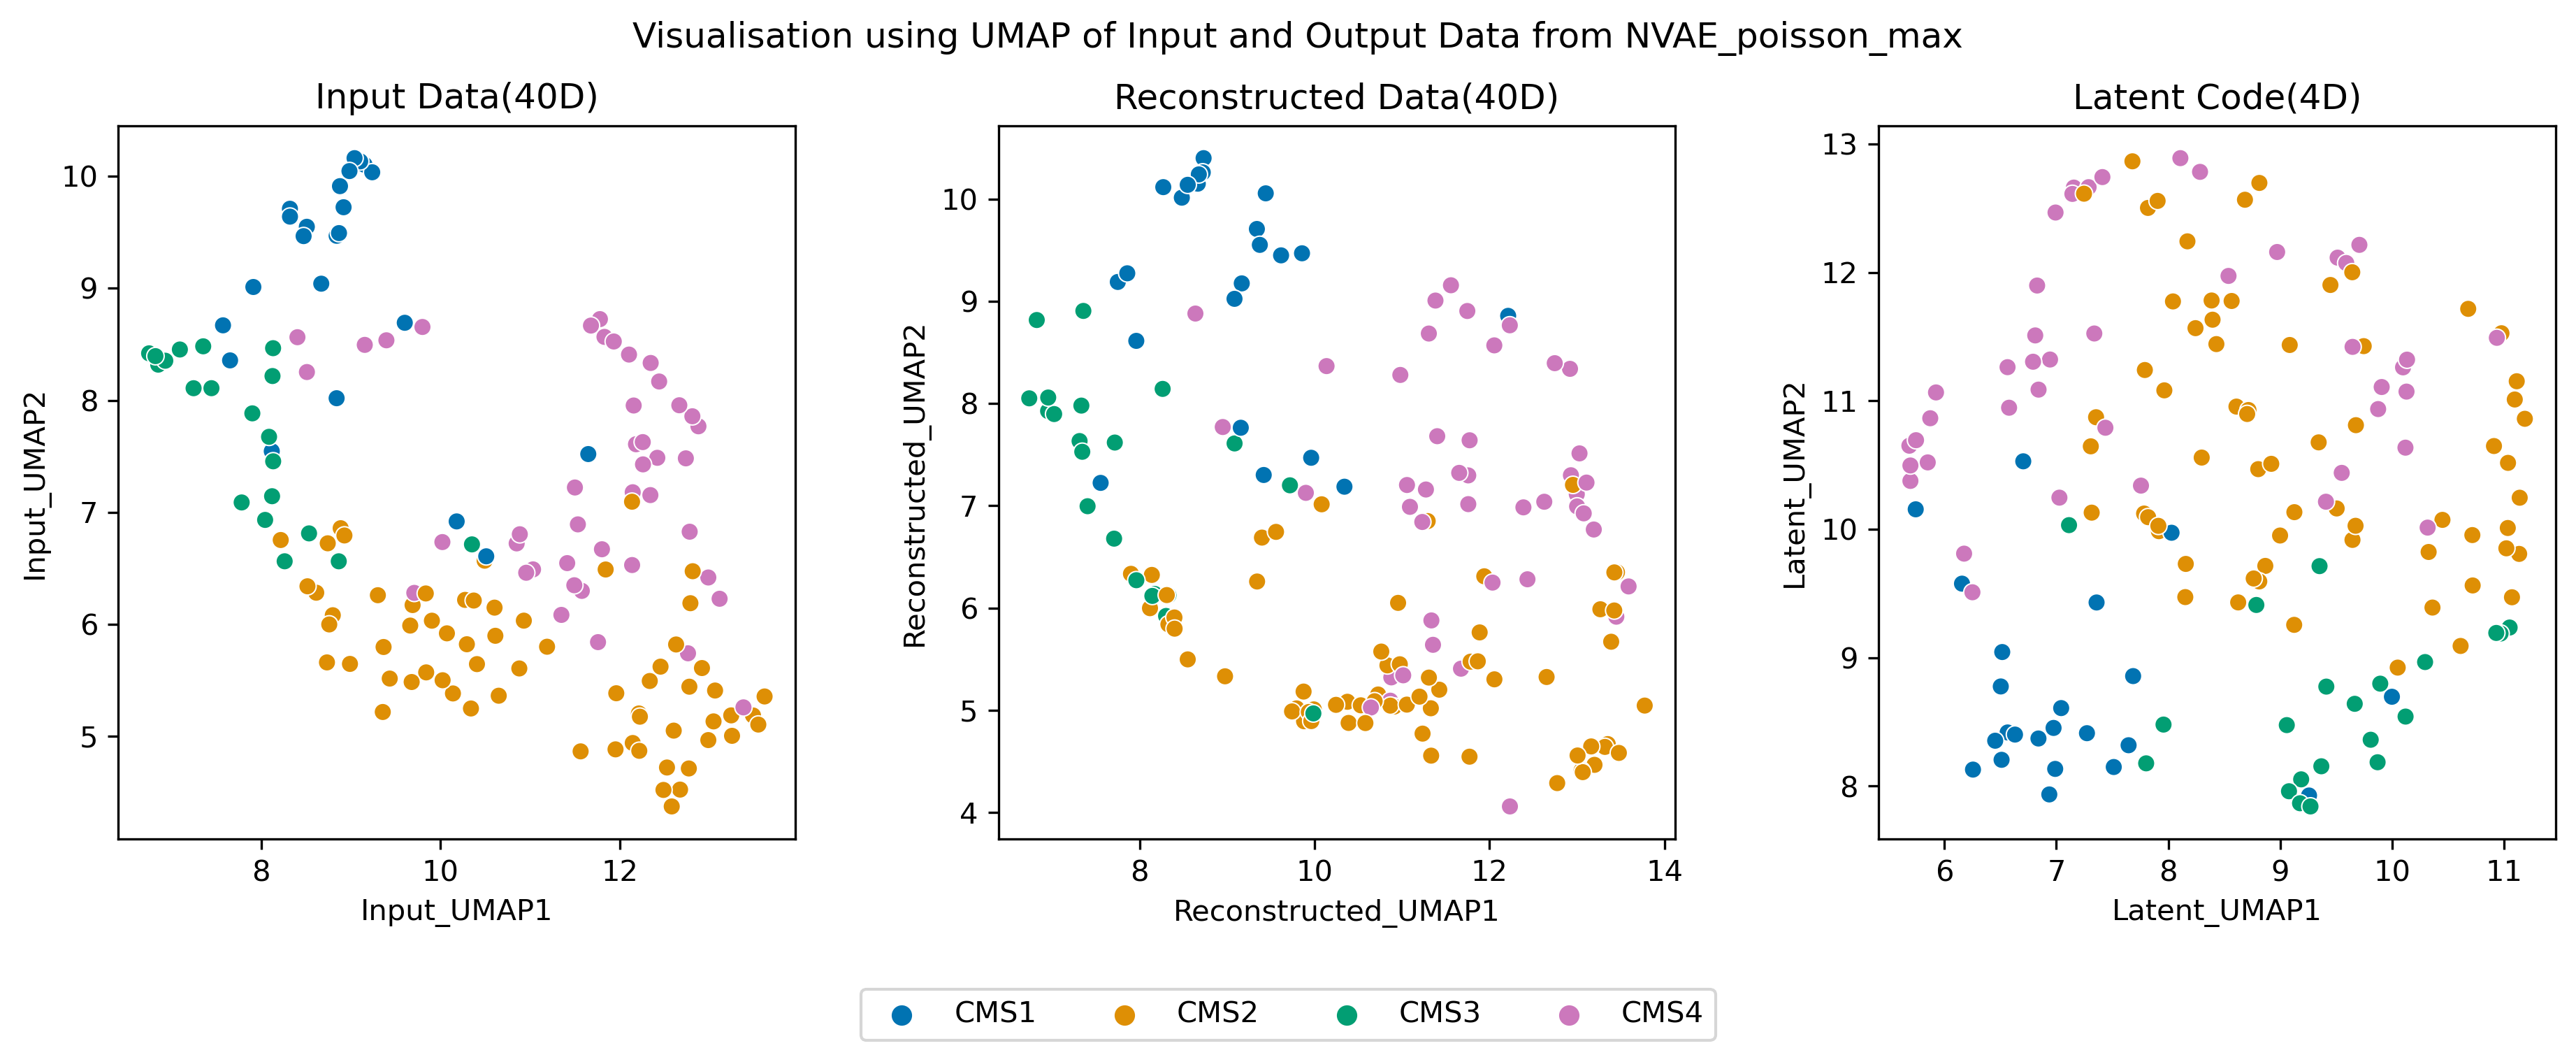 Visualisation using UMAP of Input and Output Data from NVAE_poisson_max
Input Data(40D)
Input_UMAP2
10
9
8
7
6
5
8 10 12
Input_UMAP1
Reconstructed Data(40D)
Reconstructed_UMAP2
10
9
8
7
6
5
4
8 10 12 14
Reconstructed_UMAP1
Latent Code(4D)
Latent_UMAP2
13
12
11
10
9
8
6 7 8 9 10 11
Latent_UMAP1
CMS1 CMS2 CMS3 CMS4